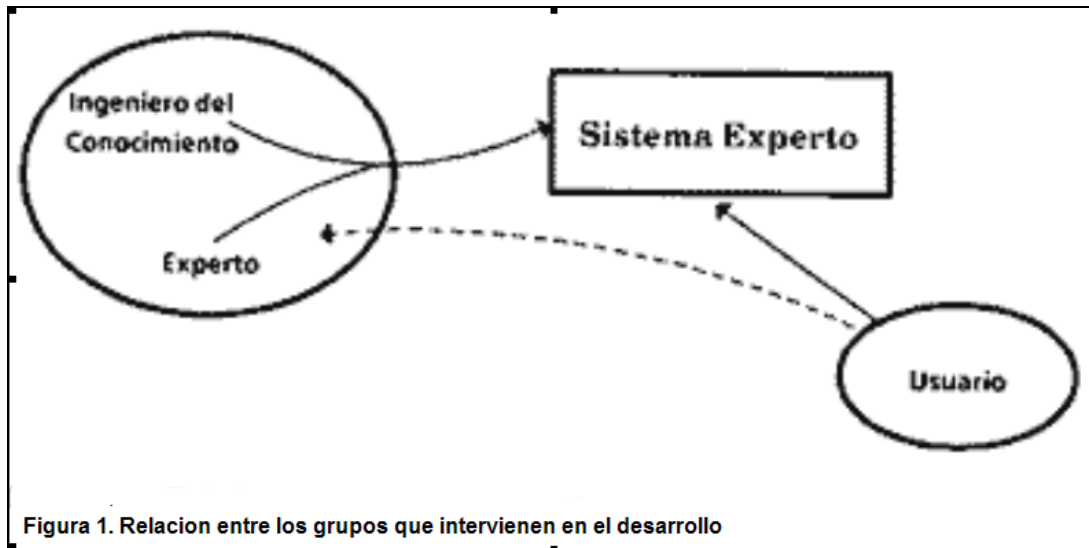 Ingeniero del
Conocimiento
Sistema Experto
Experto
Usuario
Figura 1. Relacion entre los grupos que intervienen en el desarrollo